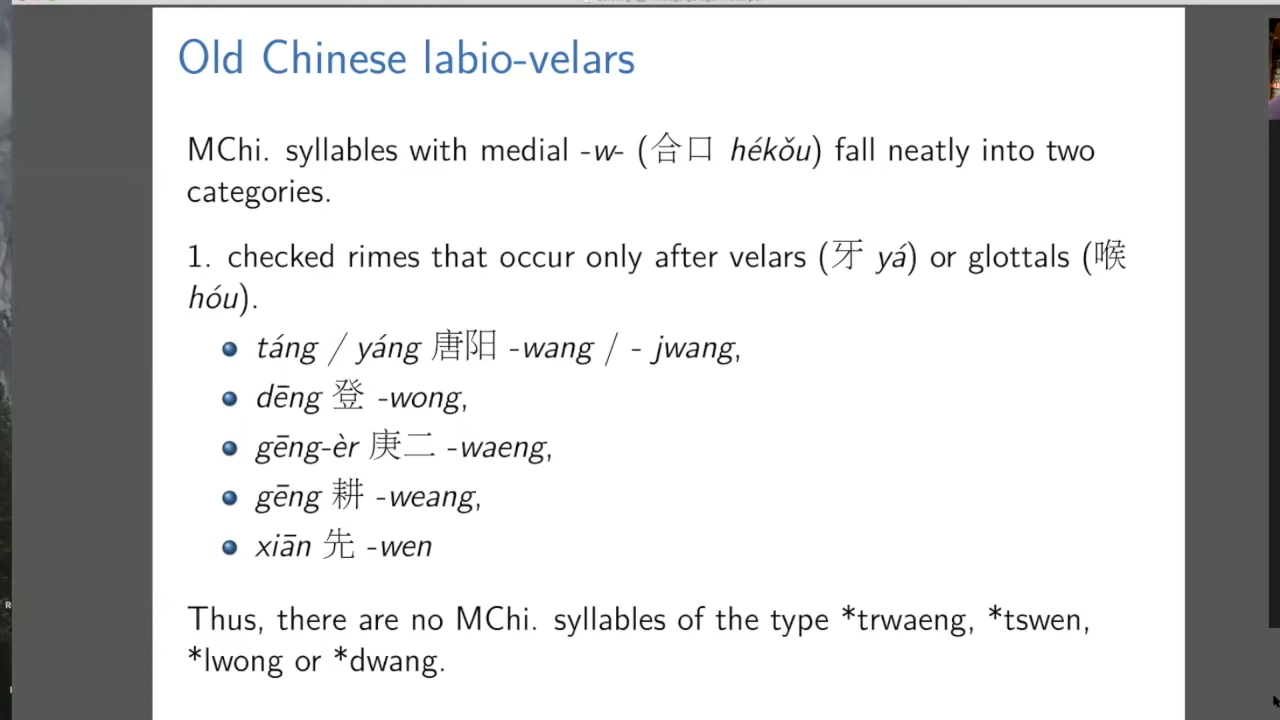 Old Chinese labio-velars
MChi. syllables with medial -w- (合口 hékǒu) fall neatly into two
categories.
1. checked rimes that occur only after velars (牙 yá) or glottals (喉
hóu).
táng / yáng 唐阳 -wang / - jwang,
dēng 登 -wong,
gēng-èr 庚二 -waeng,
gēng 耕 -weang,
xiān 先 -wen
Thus, there are no MChi. syllables of the type *trwaeng, *tswen,
*lwong or *dwang.